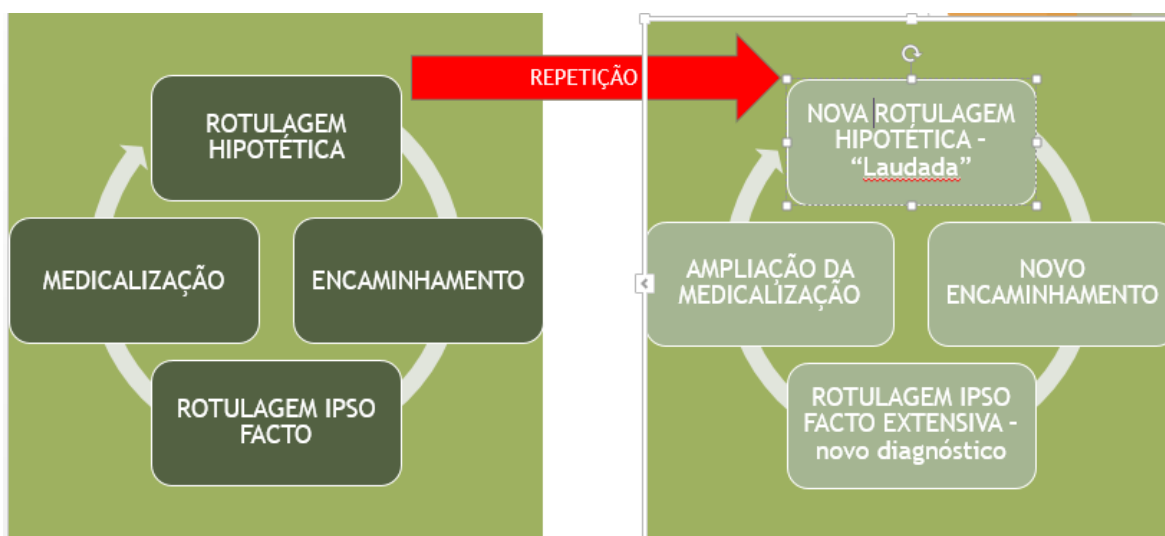 ROTULAGEM
HIPOTÉTICA
ENCAMINHAMENTO
ROTULAGEM IPSO
FACTO
MEDICALIZAÇÃO
REPETIÇÃO
NOVA ROTULAGEM
HIPOTÉTICA –
“Laudada”
NOVO
ENCAMINHAMENTO
ROTULAGEM IPSO
FACTO EXTENSIVA –
novo diagnóstico
AMPLIAÇÃO DA
MEDICALIZAÇÃO